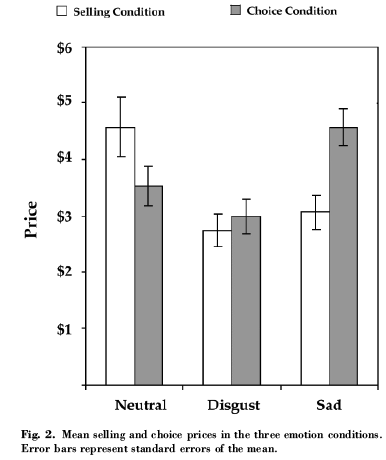 Selling Condition Choice Condition
$6
$5
$4
$3
$2
$1
Price
Neutral Disgust Sad
Fig. 2. Mean selling and choice prices in the three emotion conditions.
Error bars represent standard errors of the mean.